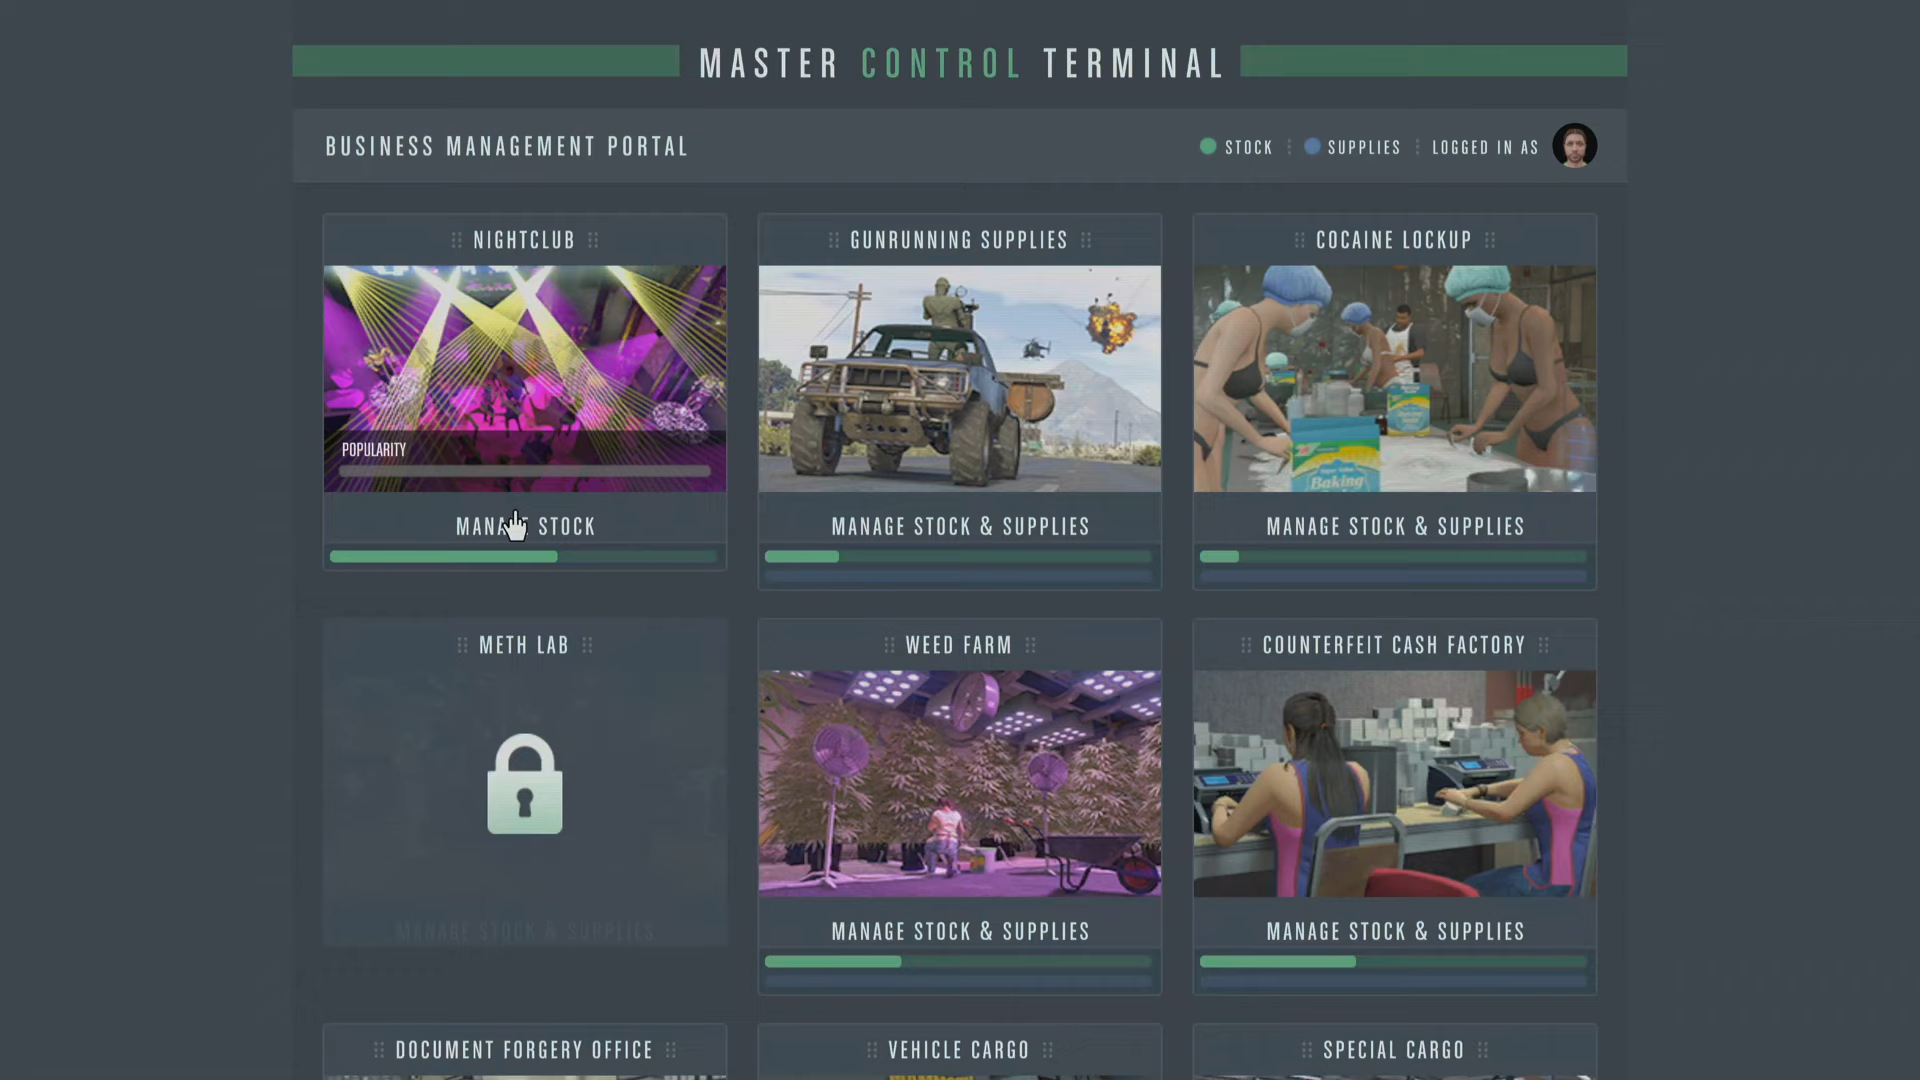 MASTER CONTROL TERMINAL
BUSINESS MANAGEMENT PORTAL
STOCK
SUPPLIES
LOGGED IN AS
NIGHTCLUB
GUNRUNNING SUPPLIES
COCAINE LOCKUP
POPULARITY
Baking
MANAGE STOCK
MANAGE STOCK & SUPPLIES
MANAGE STOCK & SUPPLIES
METH LAB
WEED FARM
COUNTERFEIT CASH FACTORY
MANAGE STOCK & SUPPLIES
MANAGE STOCK & SUPPLIES
MANAGE STOCK & SUPPLIES
DOCUMENT FORGERY OFFICE
VEHICLE CARGO
SPECIAL CARGO